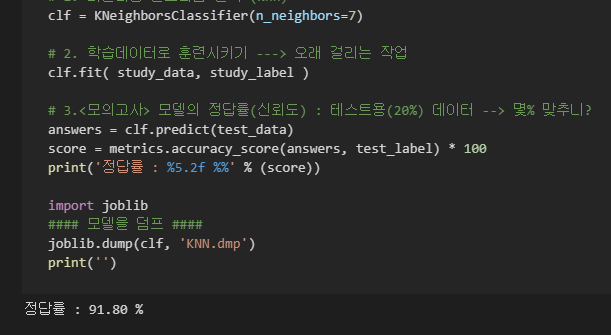 clf = KNeighborsClassifier(n_neighbors=7)
# 2. 학습데이터로 훈련시키기 ---> 오래 걸리는 작업
clf.fit( study_data, study_label )
# 3.<모의고사> 모델의 정답률(신뢰도) : 테스트용(20%) 데이터 --> 몇% 맞추니?
answers = clf.predict(test_data)
score = metrics.accuracy_score(answers, test_label) * 100
print('정답률 : %5.2f %%' % (score))
import joblib
#### 모델을 덤프 ####
joblib.dump(clf, 'KNN.dmp')
print('')
정답률 : 91.80 %